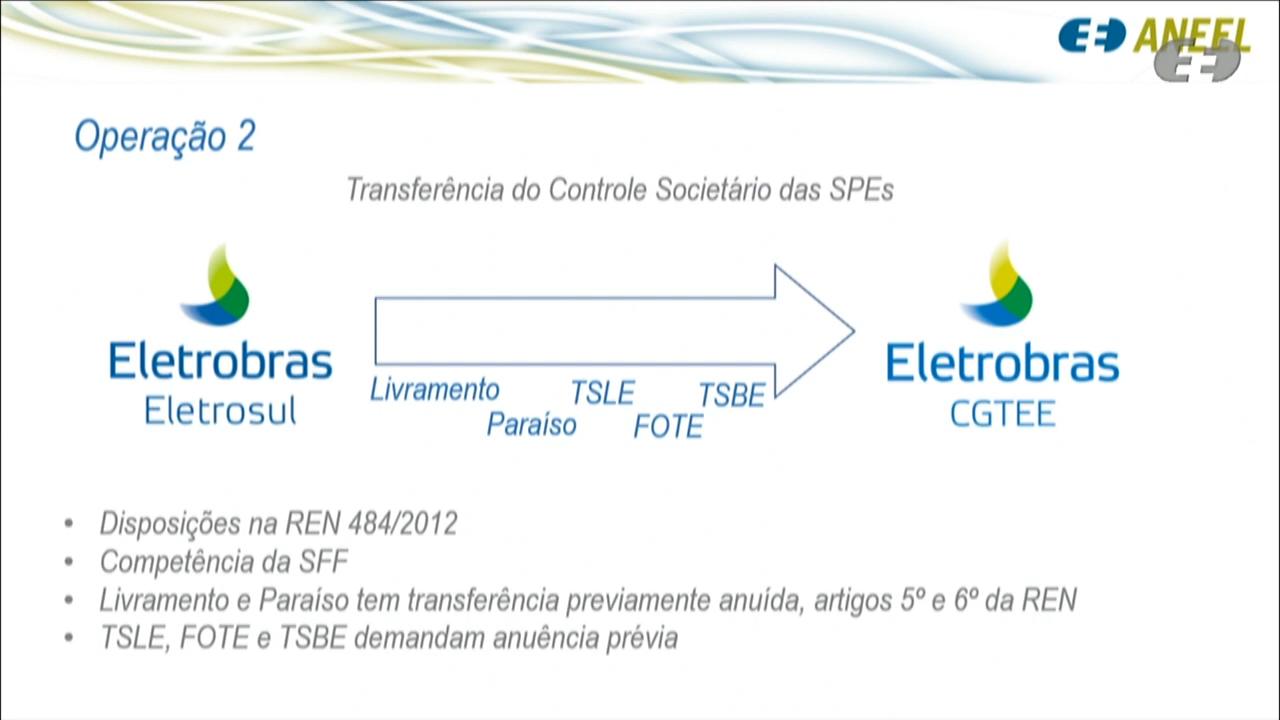 ANEEL
Operação 2
Transferência do Controle Societário das SPEs
Eletrobras
Eletrosul
Livramento
Paraíso
TSLE
FOTE
TSBE
Eletrobras
CGTEE
• Disposições na REN 484/2012
• Competência da SFF
• Livramento e Paraíso tem transferência previamente anuída, artigos 5º e 6º da REN
• TSLE, FOTE e TSBE demandam anuência prévia